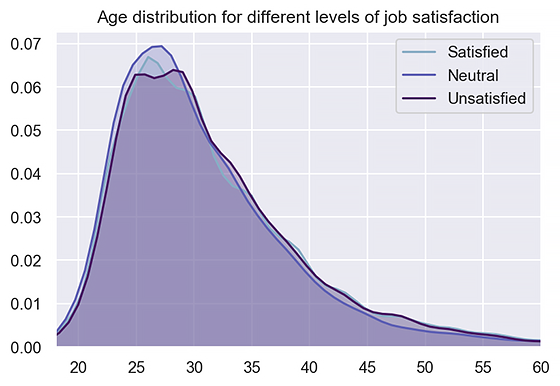 Age distribution for different levels of job satisfaction
Satisfied
Neutral
Unsatisfied
0.07
0.06
0.05
0.04
0.03
0.02
0.01
0.00
20 25 30 35 40 45 50 55 60